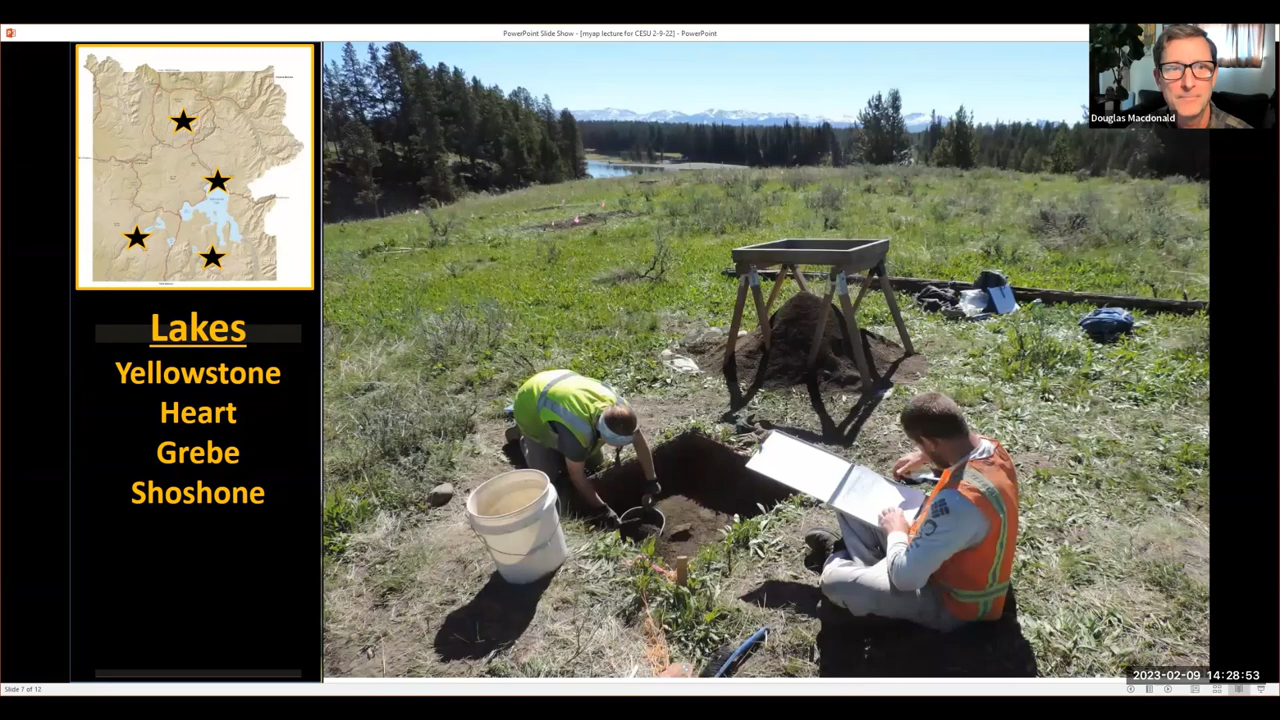 PowerPoint Slide Show - [myap lecture for CESU 2-9-22] - PowerPoint
Douglas Macdonald
Lakes
Yellowstone
Heart
Grebe
Shoshone
2023-02-09 14:28:53
Slide 7 of 12